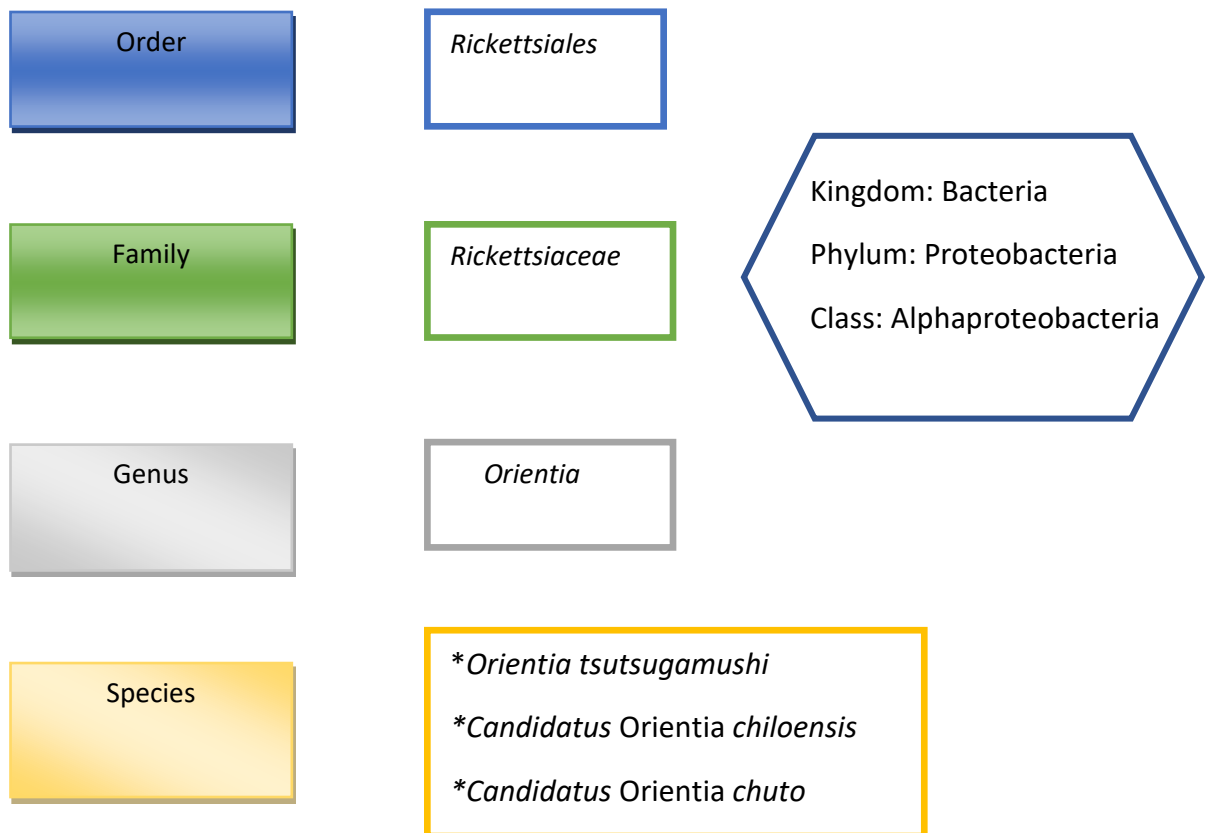 Order
Rickettsiales
Kingdom: Bacteria
Phylum: Proteobacteria
Class: Alphaproteobacteria
Family
Rickettsiaceae
Genus
Orientia
Species
*Orientia tsutsugamushi
*Candidatus Orientia chiloensis
*Candidatus Orientia chuto